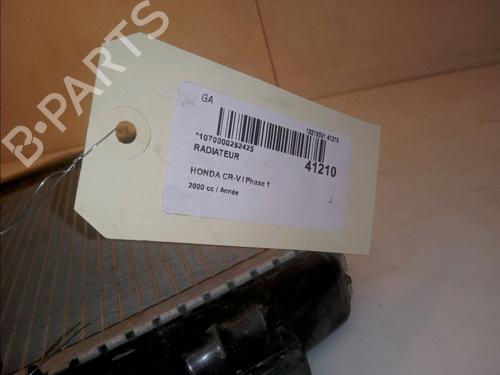 GA
*1070000262425
RADIATEUR
41210
HONDA CR-V I Phase 1
2000 cc / Année
B-PARTS